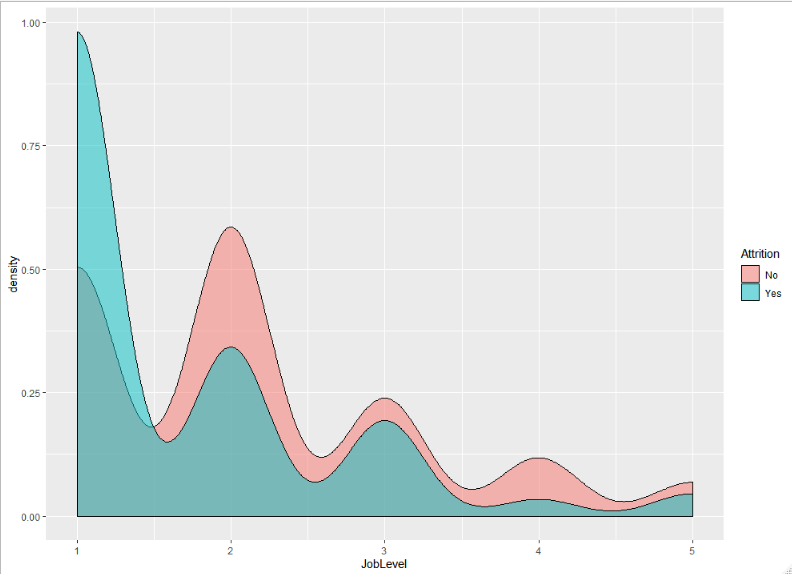 1.00
0.75
0.50
0.25
0.00
density
1 2 3 4 5
JobLevel
Attrition
No
Yes